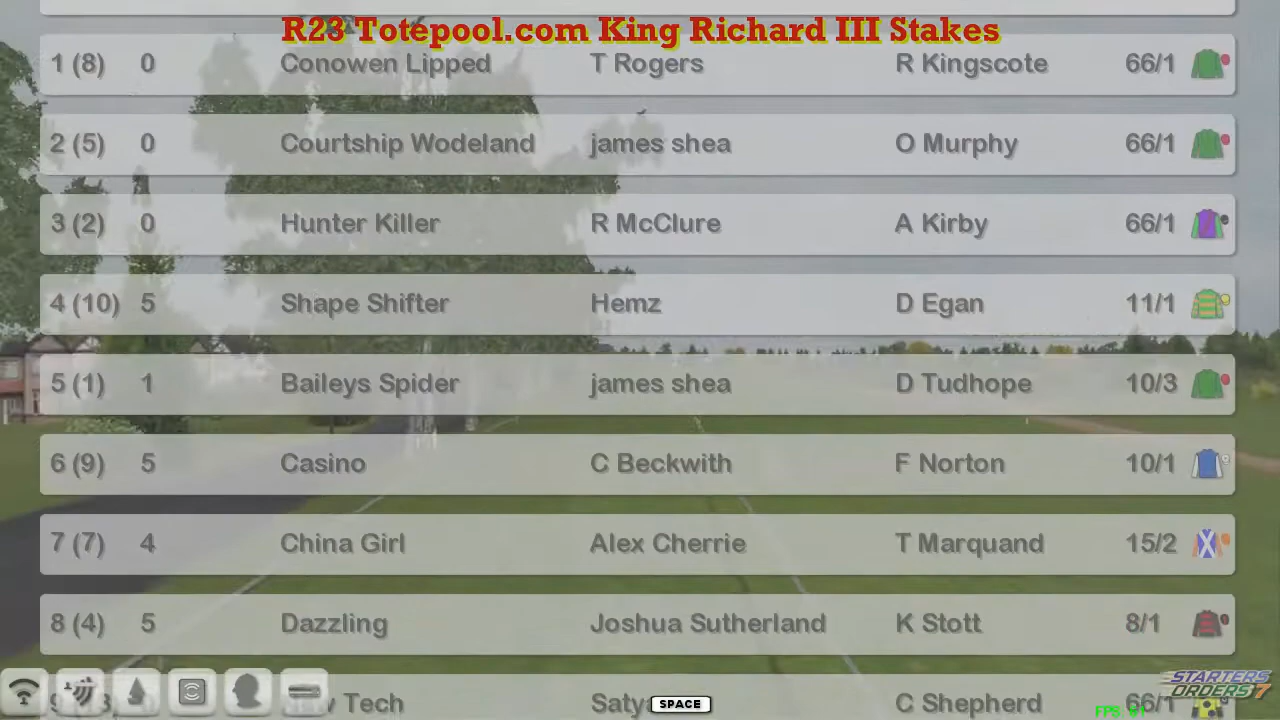 R23 Totepool.com King Richard III Stakes
1 (8) 0 Conowen Lipped T Rogers R Kingscote 66/1
2 (5) 0 Courtship Wodeland james shea O Murphy 66/1
3 (2) 0 Hunter Killer R McClure A Kirby 66/1
4 (10) 5 Shape Shifter Hemz D Egan 11/1
5 (1) 1 Baileys Spider james shea D Tudhope 10/3
6 (9) 5 Casino C Beckwith F Norton 10/1
7 (7) 4 China Girl Alex Cherrie T Marquand 15/2
8 (4) 5 Dazzling Joshua Sutherland K Stott 8/1
Tech C Shepherd 66/1
SPACE
STARTERS
ORDERS 7
FPS: 61